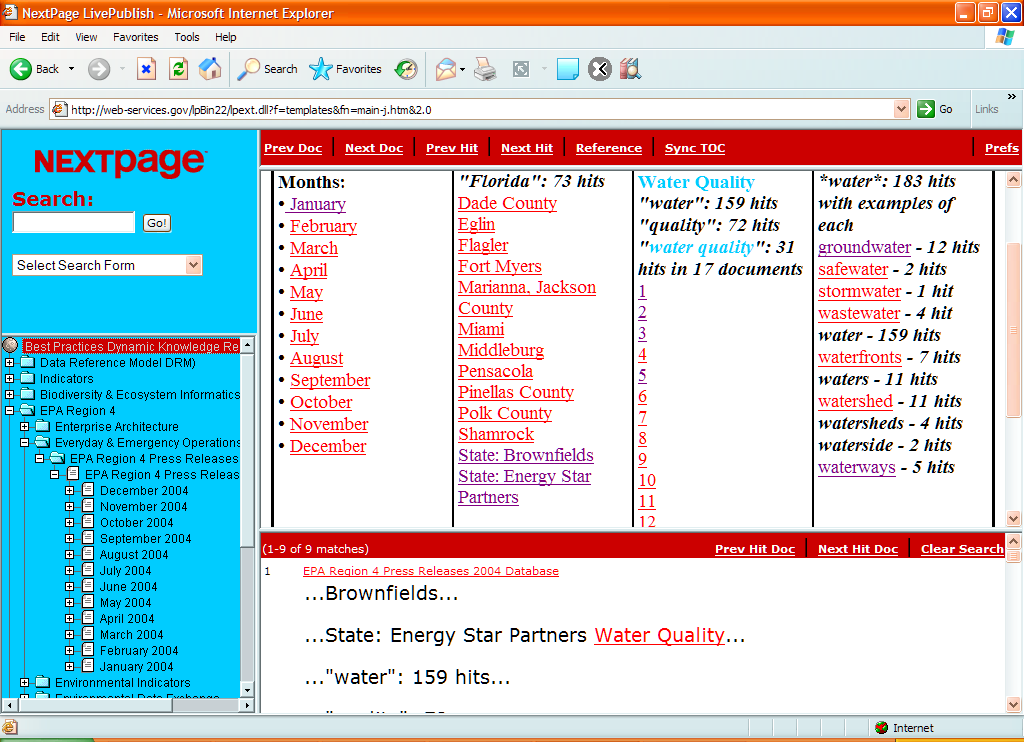 NextPage LivePublish - Microsoft Internet Explorer
File Edit View Favorites Tools Help
Back Search Favorites
Address http://web-services.gov/lpBin22/lpext.dll?f=templates&fn=main-j.htm&2.0 Go Links
NEXTpage
Search:
Go!
Select Search Form
Best Practices Dynamic Knowledge Re
Data Reference Model DRM)
Indicators
Biodiversity & Ecosystem Informatics
EPA Region 4
Enterprise Architecture
Everyday & Emergency Operations
EPA Region 4 Press Releases
EPA Region 4 Press Releas
December 2004
November 2004
October 2004
September 2004
August 2004
July 2004
June 2004
May 2004
April 2004
March 2004
February 2004
January 2004
Environmental Indicators
Environmental Data Exchange
Prev Doc Next Doc Prev Hit Next Hit Reference Sync TOC Prefs
Months:
• January
• February
• March
• April
• May
• June
• July
• August
• September
• October
• November
• December
"Florida": 73 hits
Dade County
Eglin
Flagler
Fort Myers
Marianna, Jackson
County
Miami
Middleburg
Pensacola
Pinellas County
Polk County
Shamrock
State: Brownfields
State: Energy Star
Partners
Water Quality
"water": 159 hits
"quality": 72 hits
"water quality": 31
hits in 17 documents
1
2
3
4
5
6
7
8
9
10
11
12
*water*: 183 hits
with examples of
each
groundwater - 12 hits
safewater - 2 hits
stormwater - 1 hit
wastewater - 4 hit
water - 159 hits
waterfronts - 7 hits
waters - 11 hits
watershed - 11 hits
watersheds - 4 hits
waterside - 2 hits
waterways - 5 hits
(1-9 of 9 matches) Prev Hit Doc Next Hit Doc Clear Search
1 EPA Region 4 Press Releases 2004 Database
...Brownfields...
...State: Energy Star Partners Water Quality...
..."water": 159 hits...
Internet